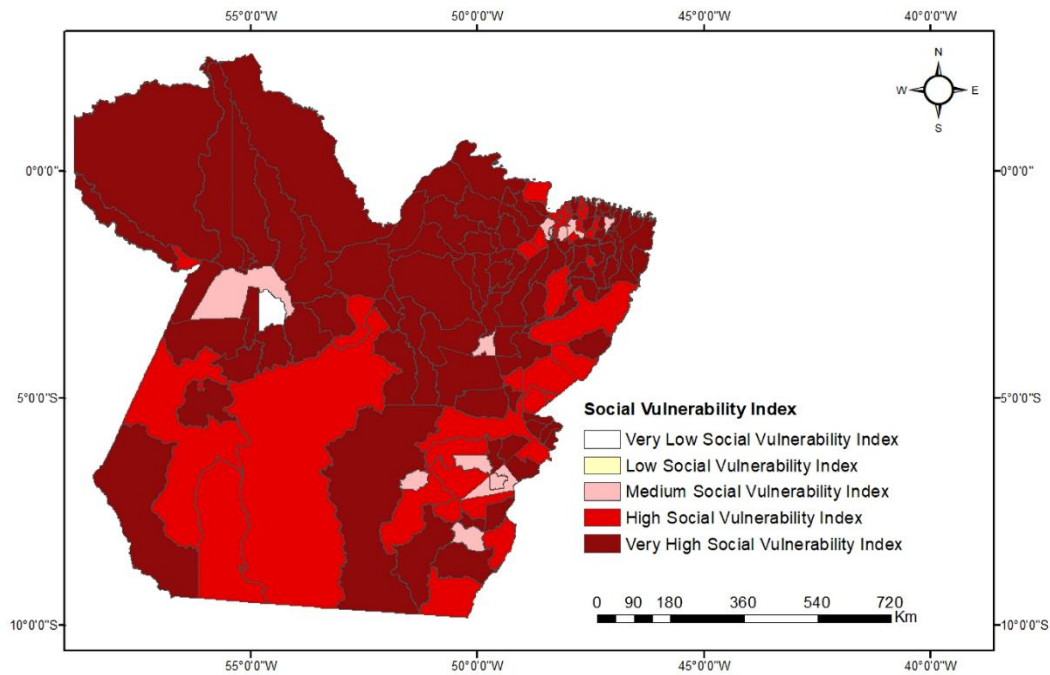 55°0'0"W 50°0'0"W 45°0'0"W 40°0'0"W
N
W E
S
0°0'0" 0°0'0"
5°0'0"S 5°0'0"S
Social Vulnerability Index
Very Low Social Vulnerability Index
Low Social Vulnerability Index
Medium Social Vulnerability Index
High Social Vulnerability Index
Very High Social Vulnerability Index
0 90 180 360 540 720
Km
10°0'0"S 10°0'0"S
55°0'0"W 50°0'0"W 45°0'0"W 40°0'0"W